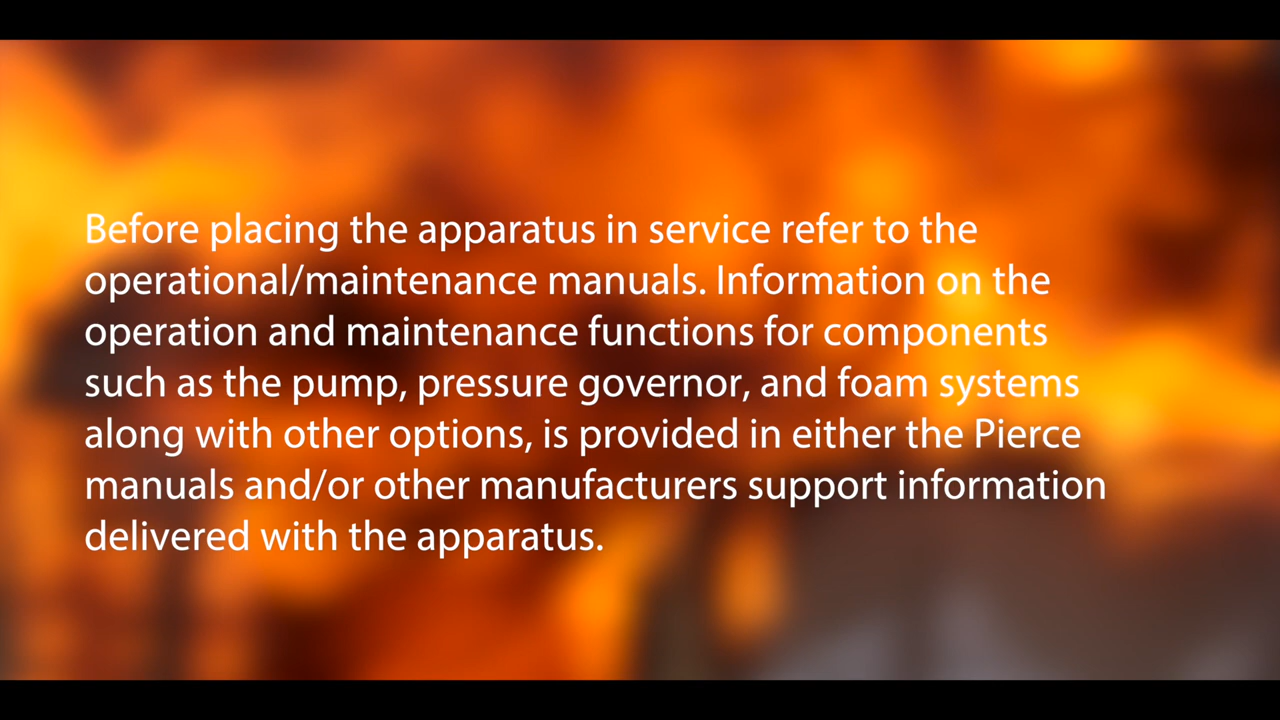 Before placing the apparatus in service refer to the
operational/maintenance manuals. Information on the
operation and maintenance functions for components
such as the pump, pressure governor, and foam systems
along with other options, is provided in either the Pierce
manuals and/or other manufacturers support information
delivered with the apparatus.